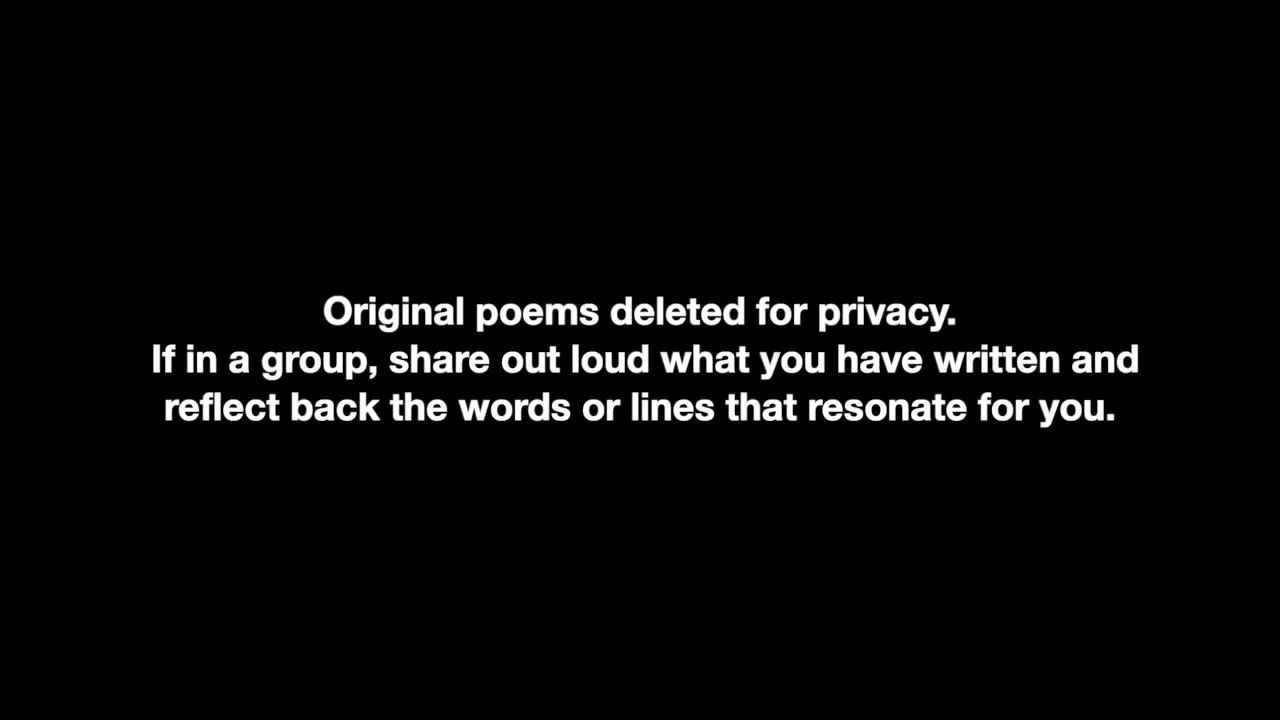 Original poems deleted for privacy.
If in a group, share out loud what you have written and
reflect back the words or lines that resonate for you.